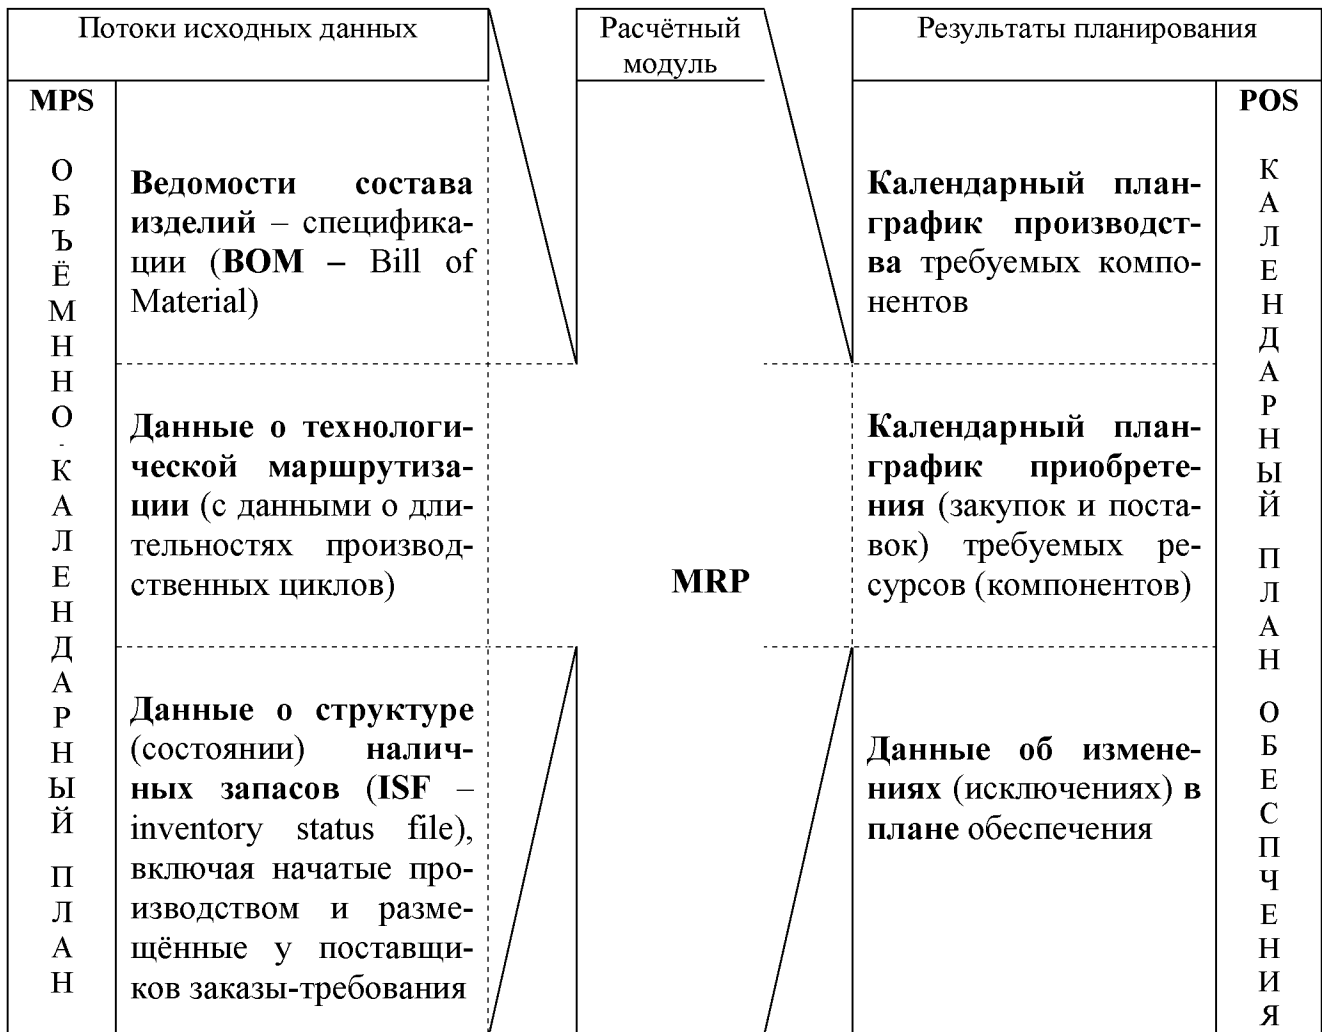 Потоки исходных данных
Расчётный
модуль
Результаты планирования
MPS
О
Б
Ъ
Ё
М
Н
Н
О
-
К
А
Л
Е
Н
Д
А
Р
Н
Ы
Й
П
Л
А
Н
Ведомости состава
изделий – специфика-
ции (BOM – Bill of
Material)
Данные о технологи-
ческой маршрутиза-
ции (с данными о дли-
тельностях производ-
ственных циклов)
Данные о структуре
(состоянии) налич-
ных запасов (ISF –
inventory status file),
включая начатые про-
изводством и разме-
щённые у поставщи-
ков заказы-требования
MRP
Календарный план-
график производст-
ва требуемых компо-
нентов
Календарный план-
график приобрете-
ния (закупок и поста-
вок) требуемых ре-
сурсов (компонентов)
Данные об измене-
ниях (исключениях) в
плане обеспечения
POS
К
А
Л
Е
Н
Д
А
Р
Н
Ы
Й
П
Л
А
Н
О
Б
Е
С
П
Ч
Е
Н
И
Я